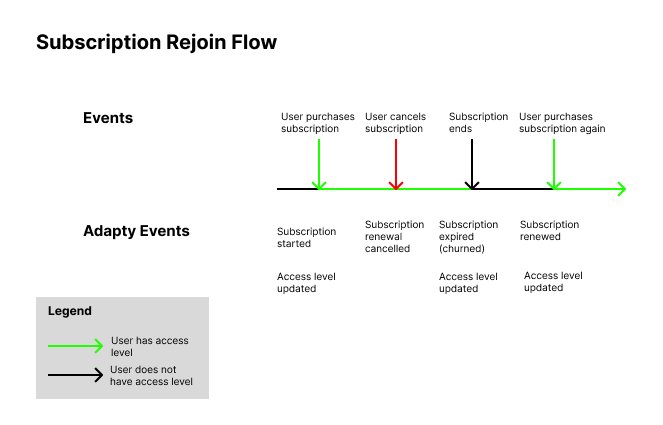 Subscription Rejoin Flow
Events
User purchases
subscription
User cancels
subscription
Subscription
ends
User purchases
subscription again
Adapty Events
Subscription
started
Subscription
renewal
cancelled
Subscription
expired
(churned)
Subscription
renewed
Access level
updated
Access level
updated
Access level
updated
Legend
User has access
level
User does not
have access level